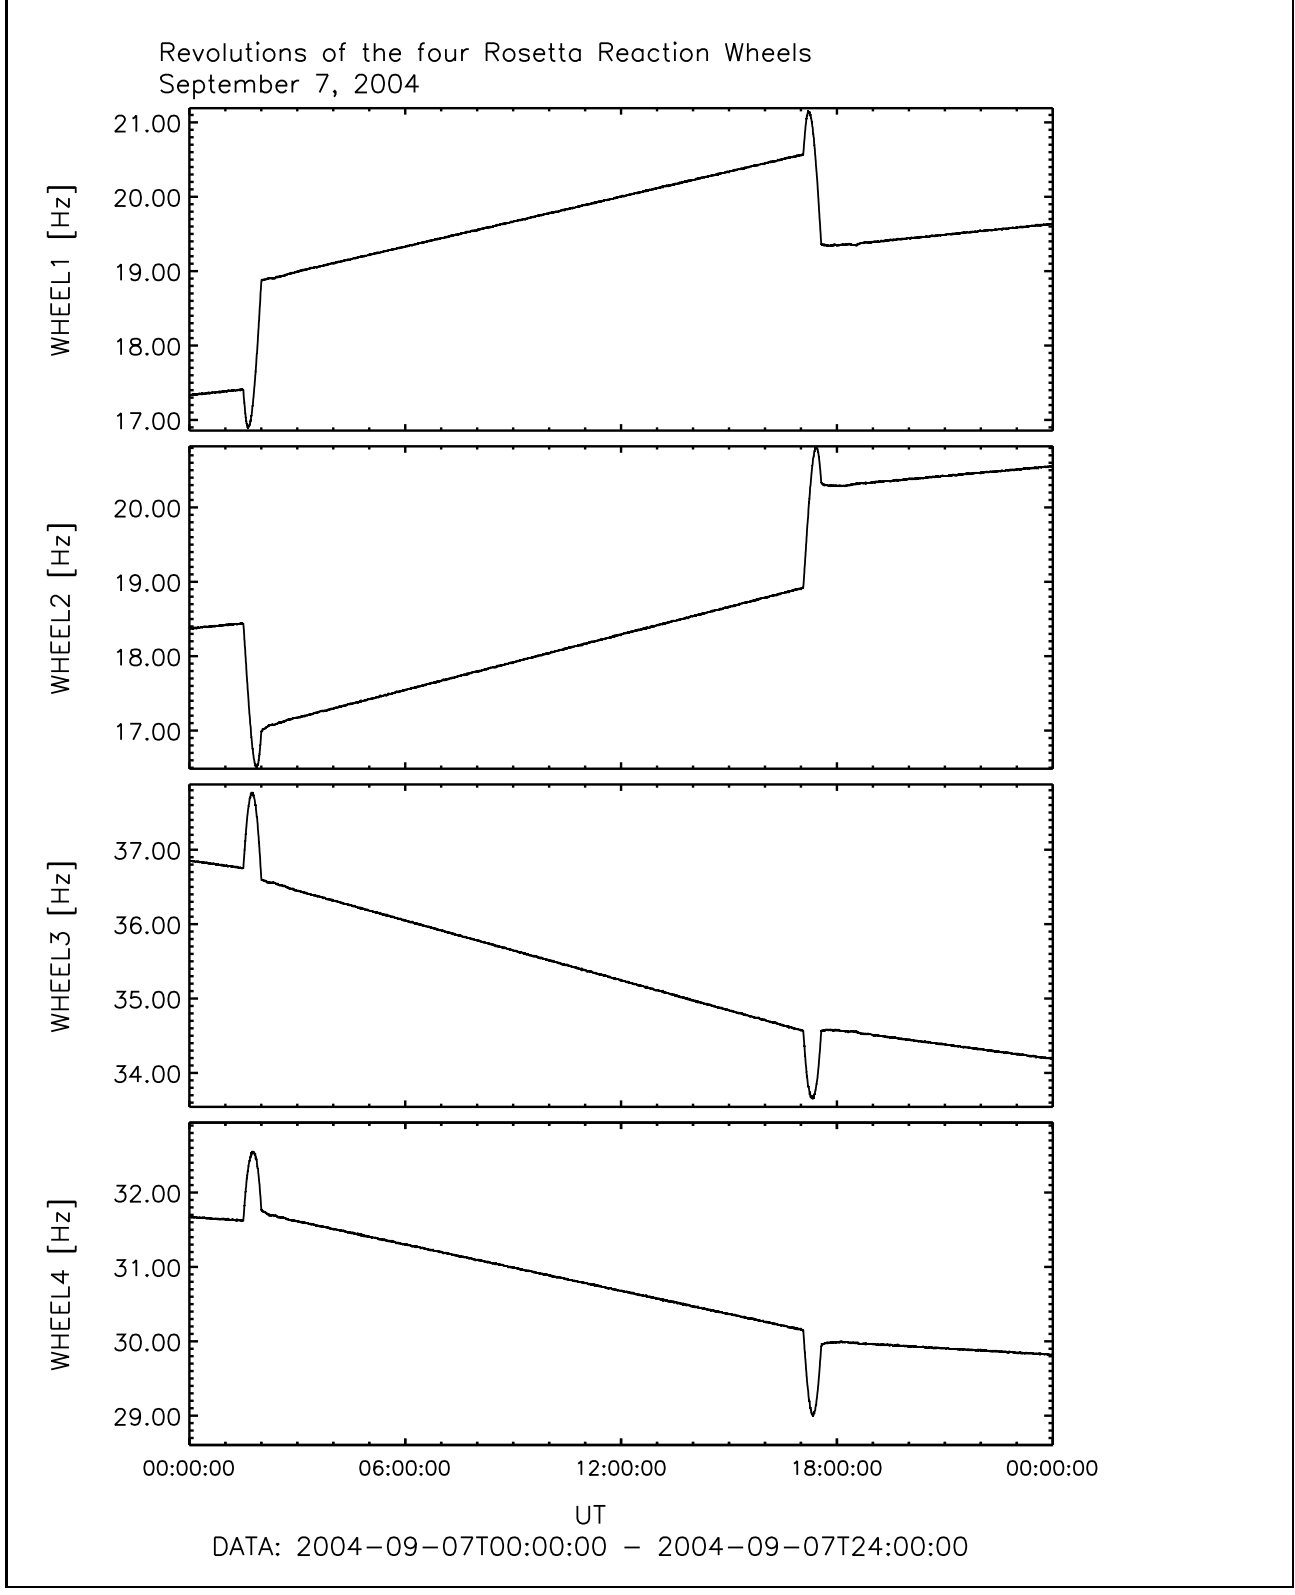 Revolutions of the four Rosetta Reaction Wheels
September 7, 2004
WHEEL1 [Hz]
21.00
20.00
19.00
18.00
17.00
WHEEL2 [Hz]
20.00
19.00
18.00
17.00
WHEEL3 [Hz]
37.00
36.00
35.00
34.00
WHEEL4 [Hz]
32.00
31.00
30.00
29.00
00:00:00 06:00:00 12:00:00 18:00:00 00:00:00
UT
DATA: 2004-09-07T00:00:00 - 2004-09-07T24:00:00